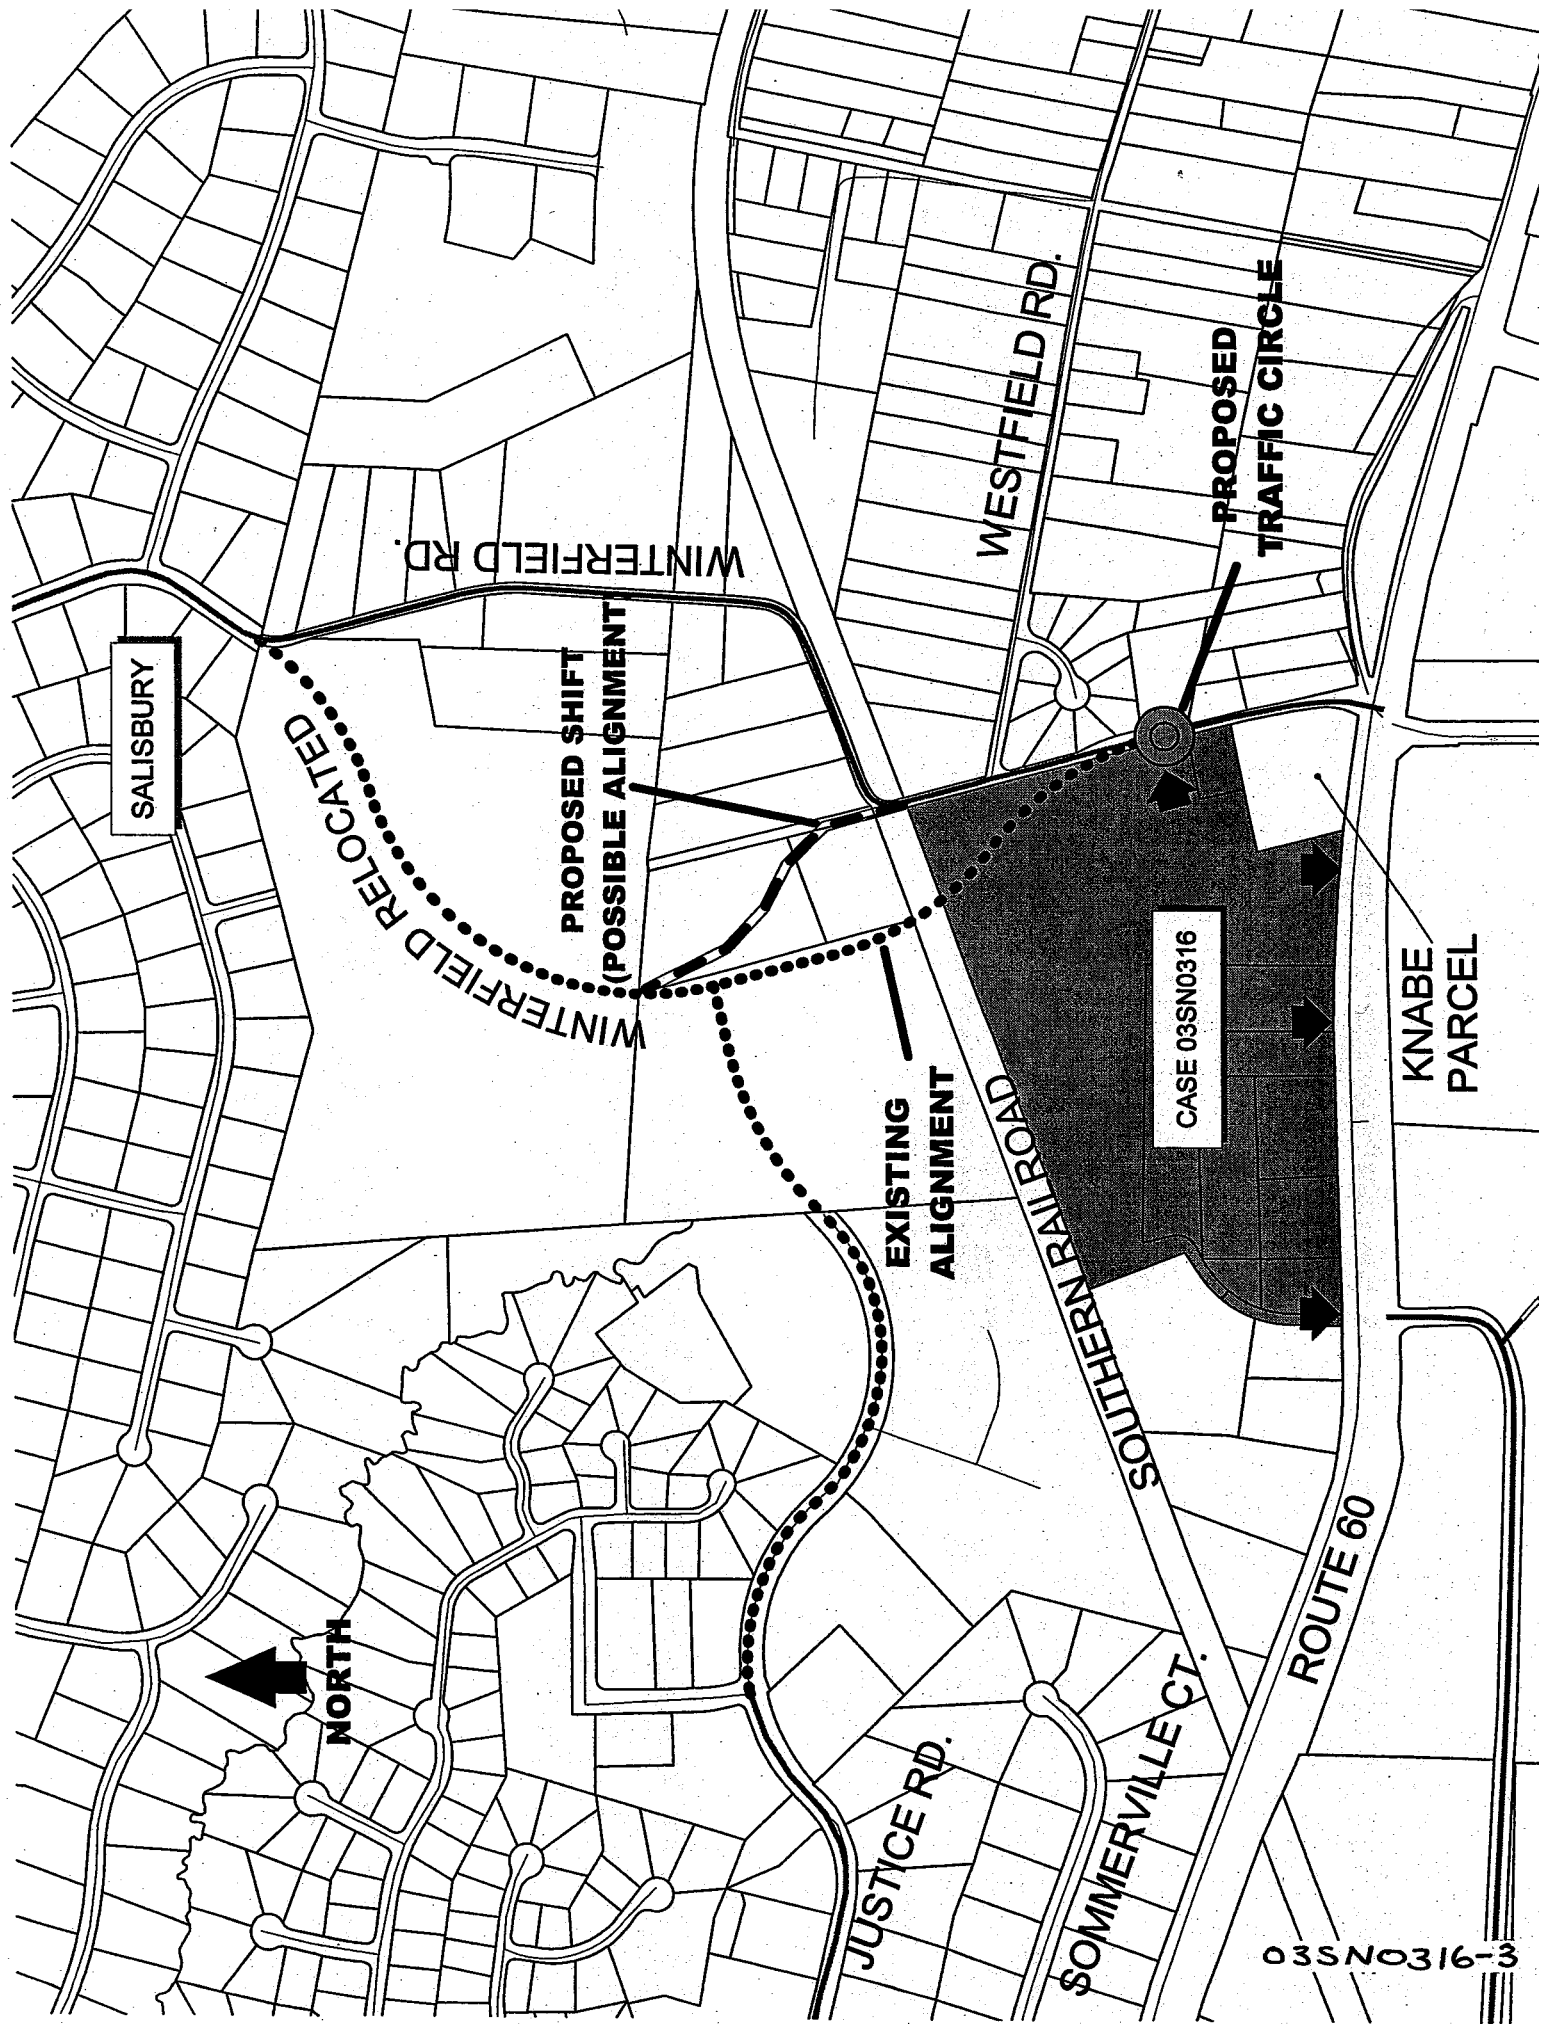 SALISBURY
WINTERFIELD RD.
WINTERFIELD RELOCATED
PROPOSED SHIFT
(POSSIBLE ALIGNMENT)
WESTFIELD RD.
PROPOSED
TRAFFIC CIRCLE
EXISTING
ALIGNMENT
SOUTHERN RAILROAD
CASE 03SN0316
KNABE
PARCEL
NORTH
JUSTICE RD.
SOMMERVILLE CT.
ROUTE 60
03SN0316-3